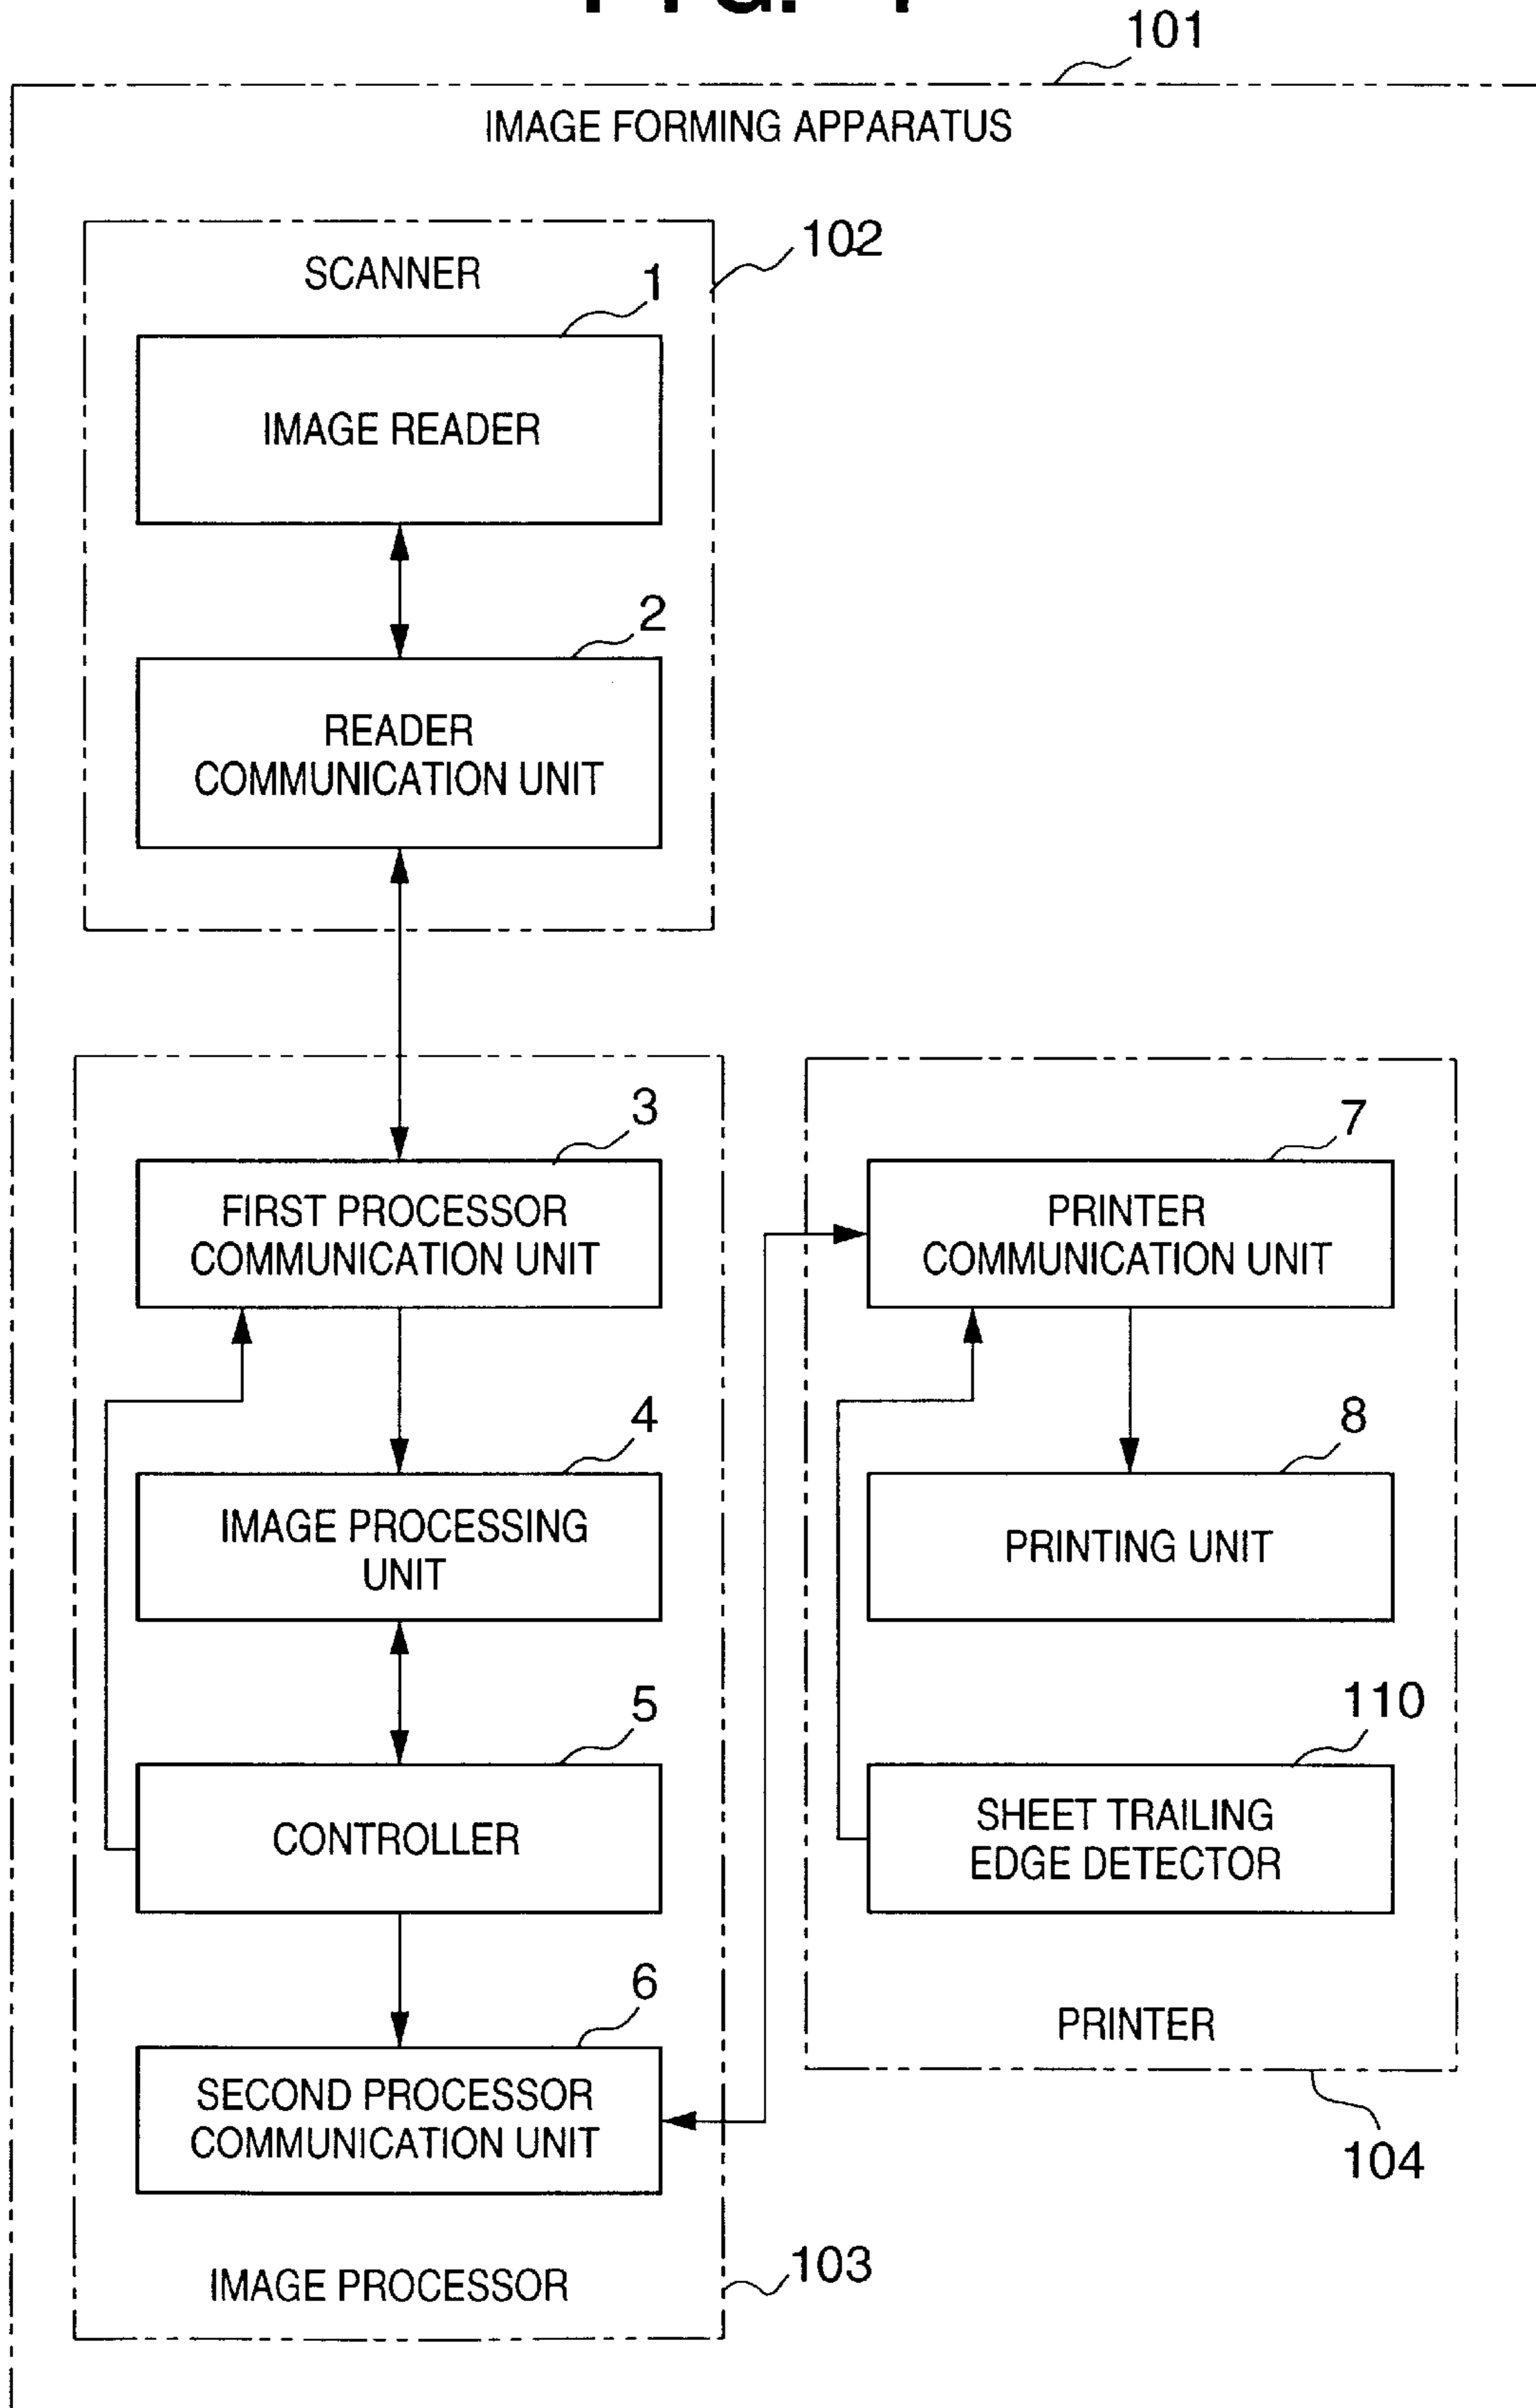 101
IMAGE FORMING APPARATUS
102
SCANNER
1
IMAGE READER
2
READER
COMMUNICATION UNIT
3
FIRST PROCESSOR
COMMUNICATION UNIT
4
IMAGE PROCESSING
UNIT
5
CONTROLLER
6
SECOND PROCESSOR
COMMUNICATION UNIT
IMAGE PROCESSOR
103
7
PRINTER
COMMUNICATION UNIT
8
PRINTING UNIT
110
SHEET TRAILING
EDGE DETECTOR
PRINTER
104